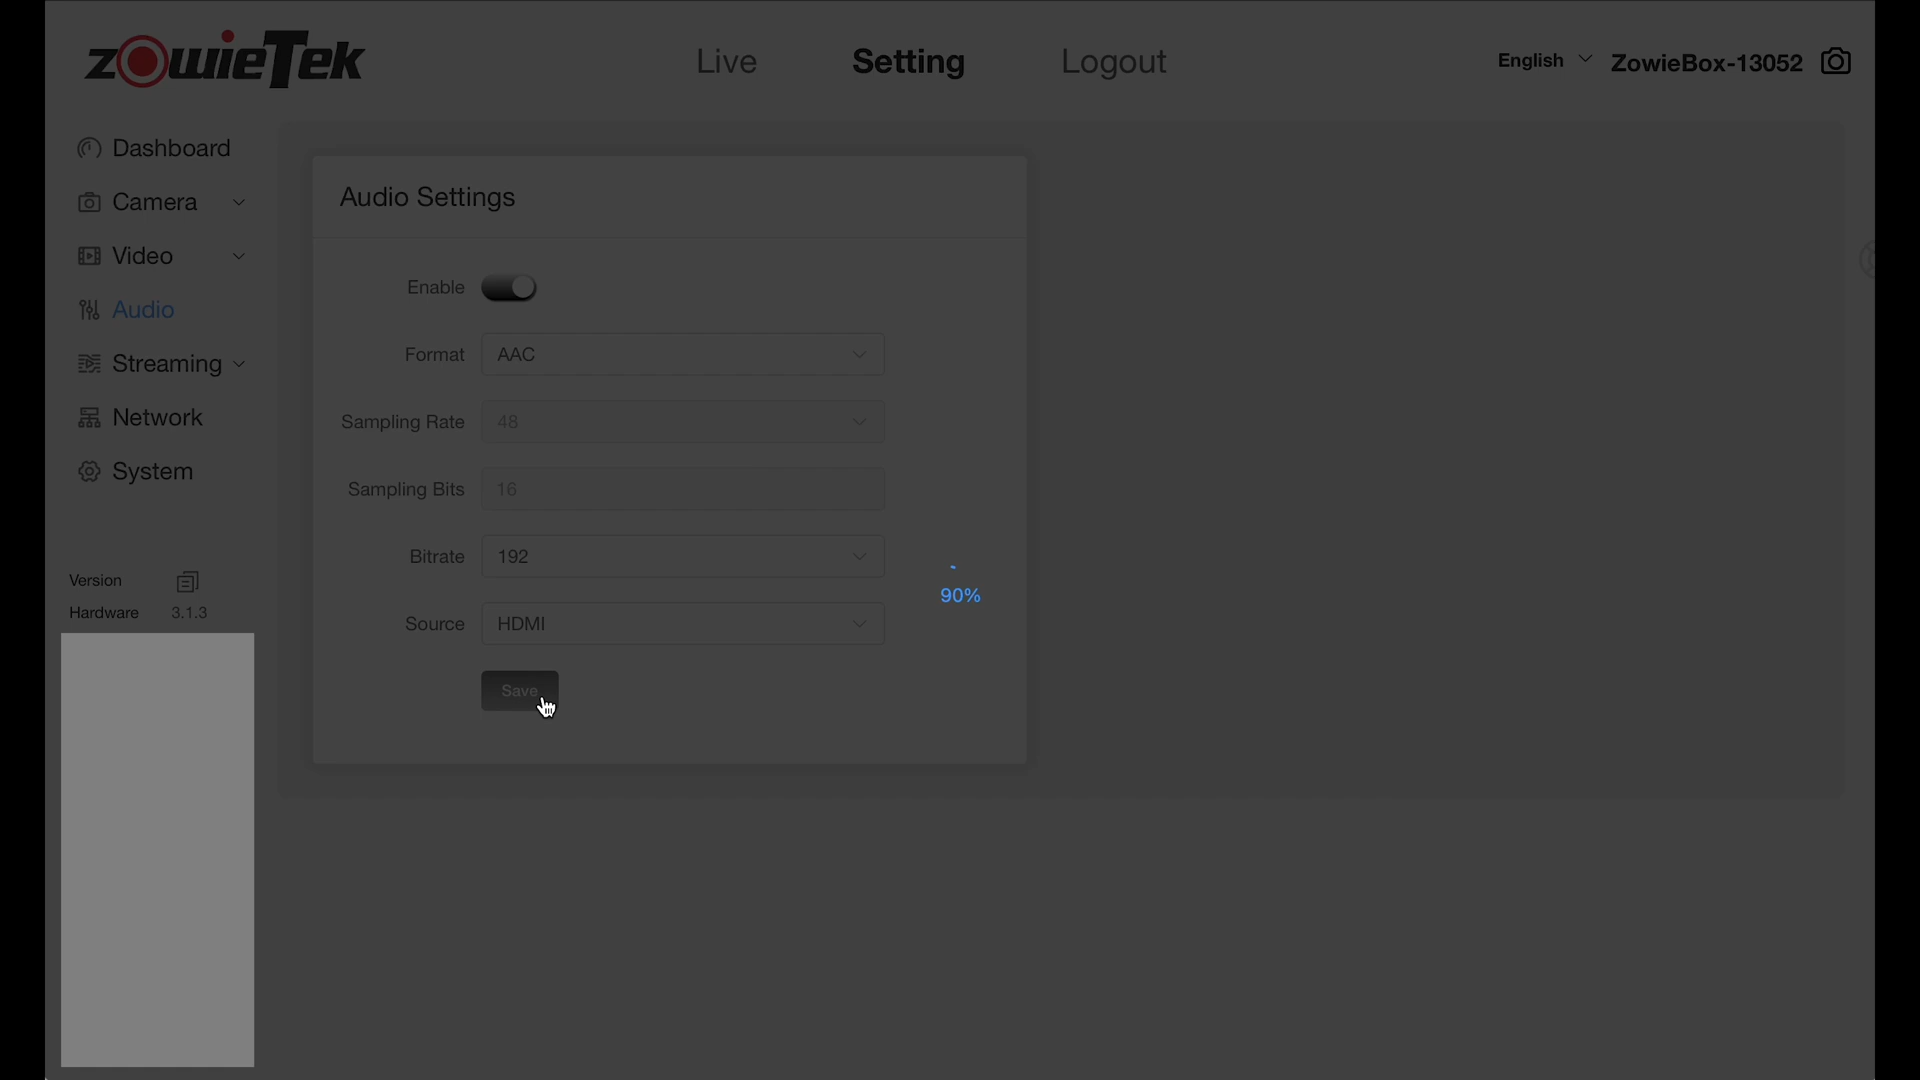 zowieTek
Live Setting Logout
English ZowieBox-13052
Dashboard
Camera
Video
Audio
Streaming
Network
System
Version
Hardware 3.1.3
Audio Settings
Enable
Format AAC
Sampling Rate 48
Sampling Bits 16
Bitrate 192
Source HDMI
Save
90%